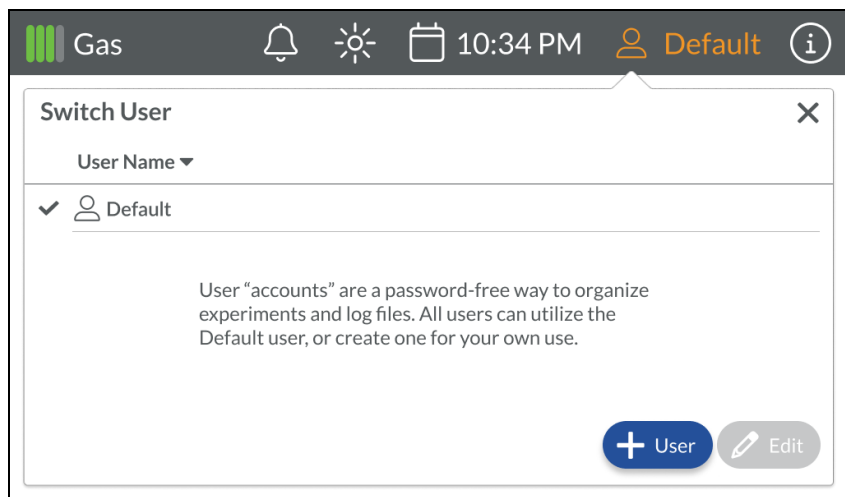 Gas 10:34 PM Default i
Switch User
User Name
Default
User “accounts” are a password-free way to organize
experiments and log files. All users can utilize the
Default user, or create one for your own use.
User Edit